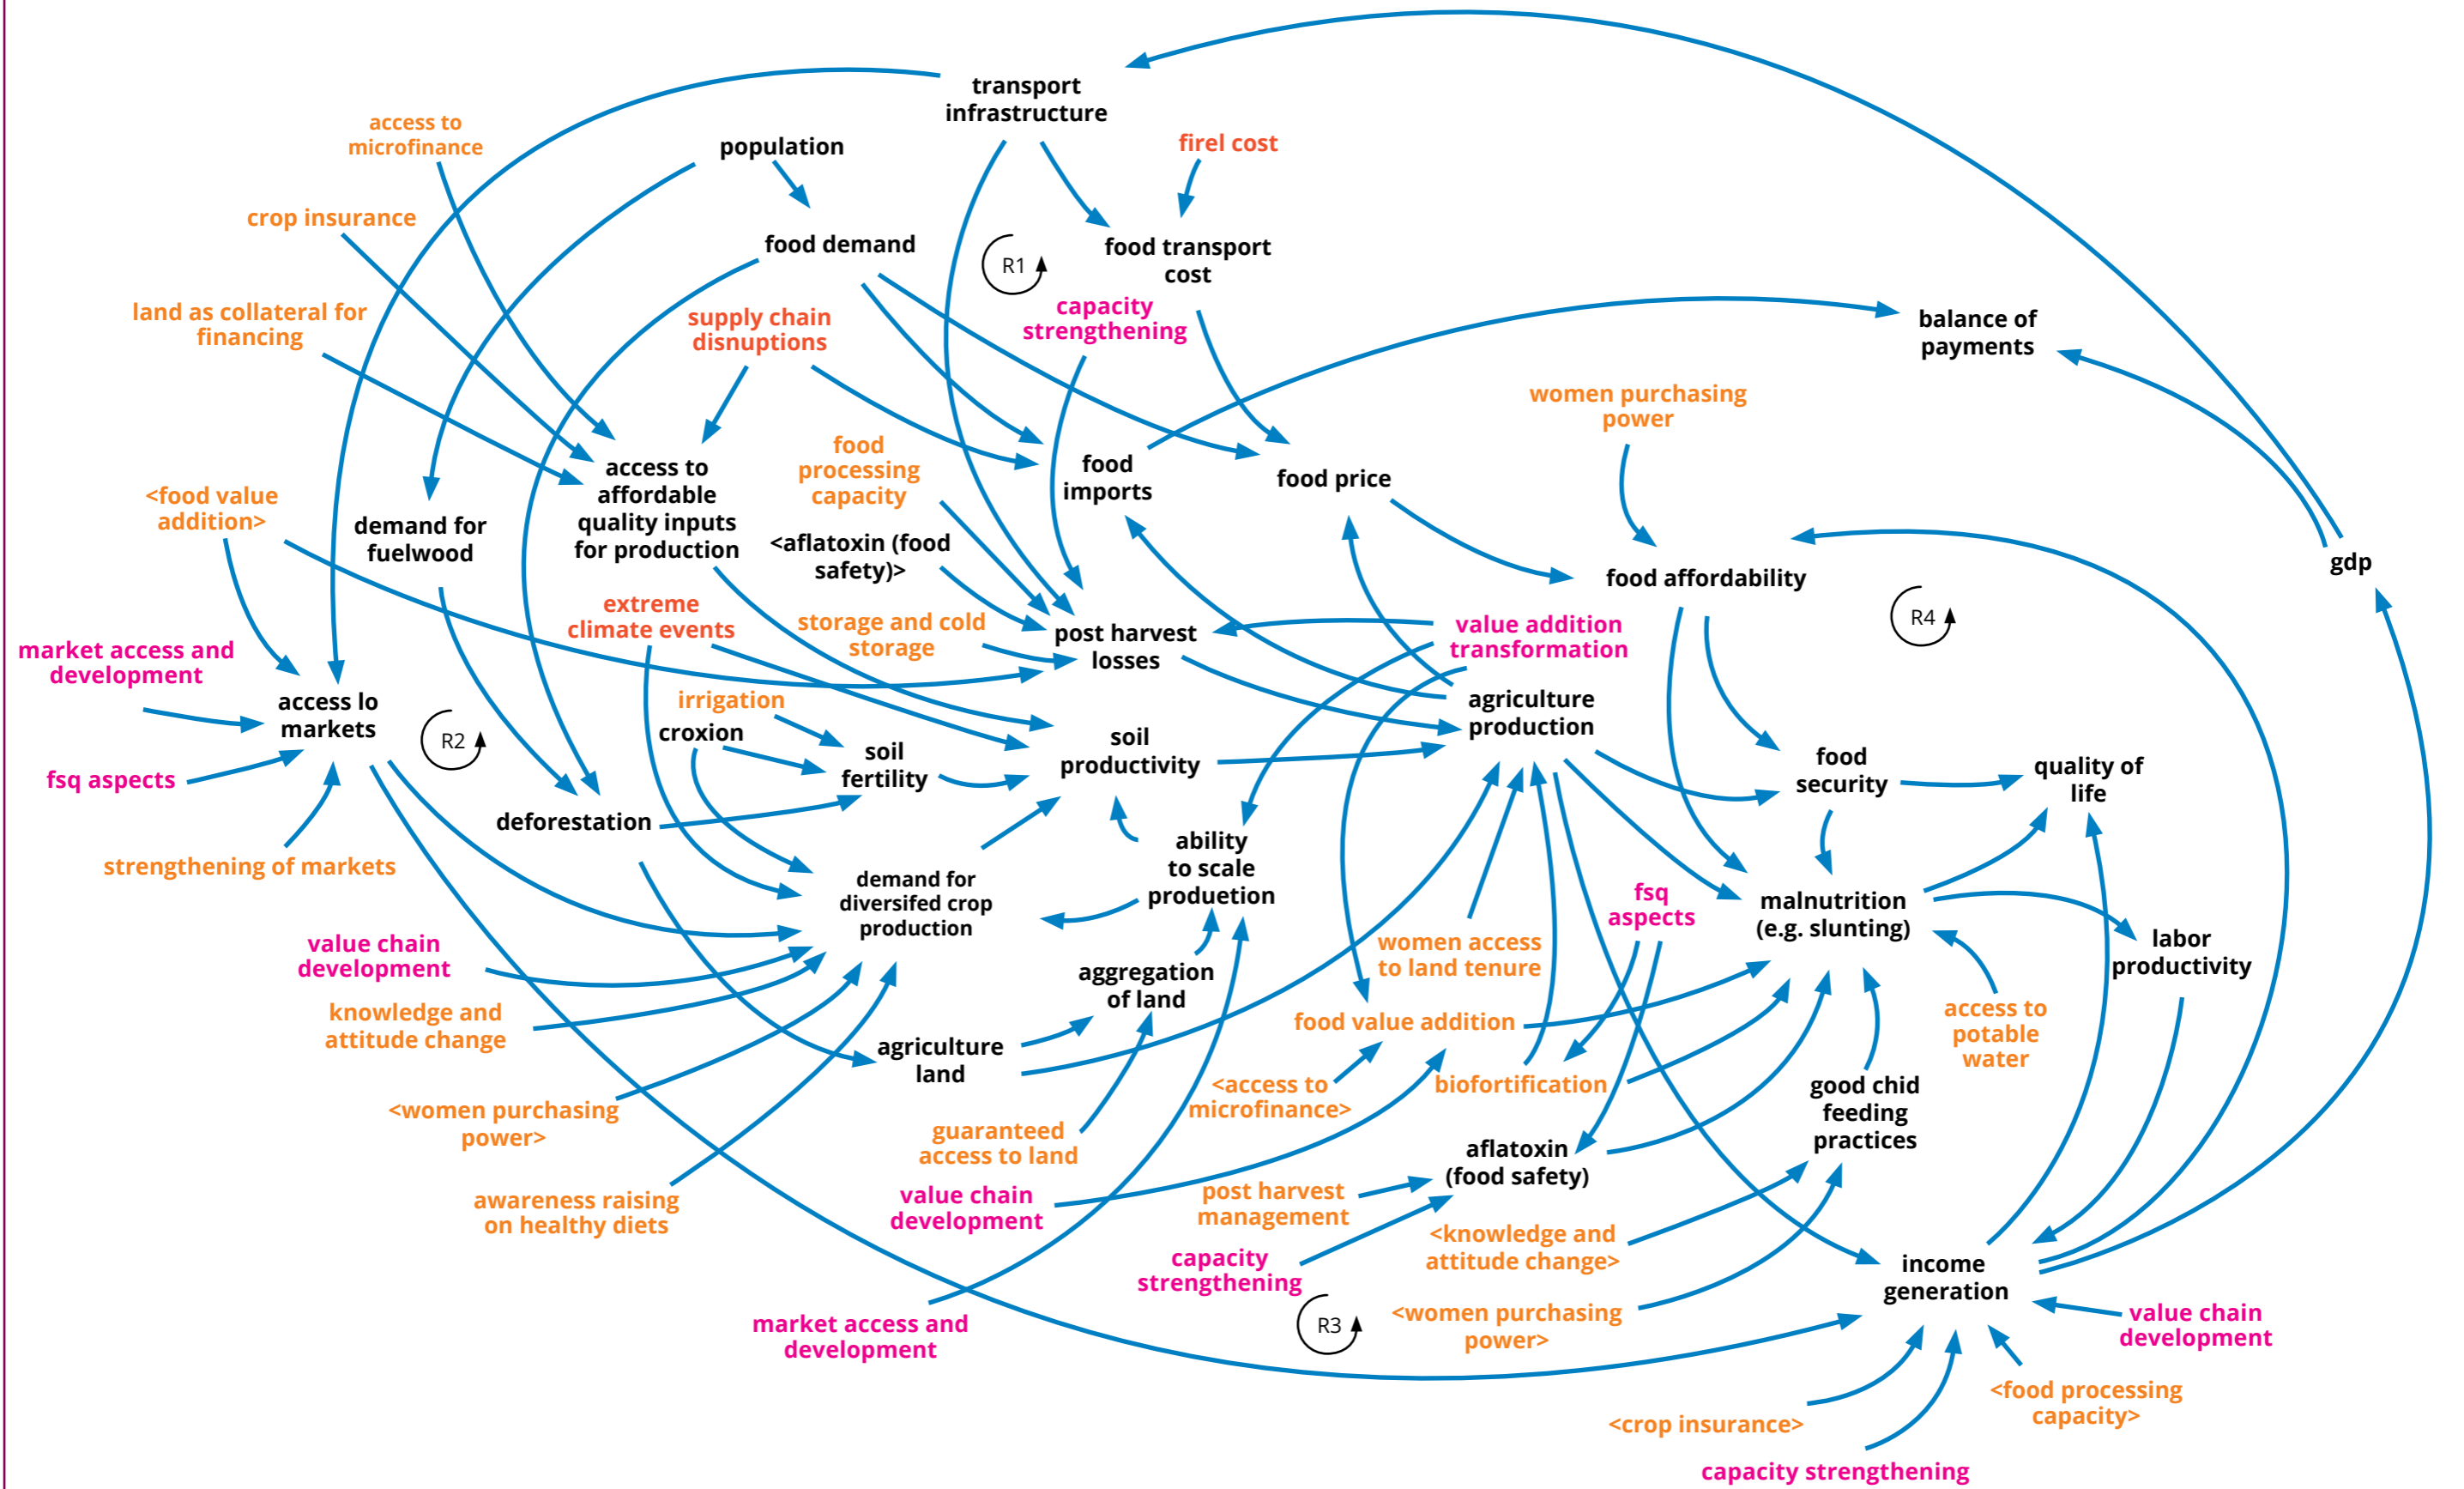 transport
infrastructure
access to
microfinance
population
firel cost
crop insurance
food demand
R1
food transport
cost
land as collateral for
financing
supply chain
disnuptions
capacity
strengthening
balance of
payments
women purchasing
power
food
processing
capacity
access to
affordable
quality inputs
for production
food
imports
food price
<food value
addition>
demand for
fuelwood
<aflatoxin (food
safety)>
gdp
food affordability
extreme
climate events
storage and cold
storage
post harvest
losses
value addition
transformation
R4
market access and
development
access lo
markets
irrigation
croxion
R2
soil
fertility
soil
productivity
agriculture
production
food
security
quality of
life
fsq aspects
deforestation
strengthening of markets
ability
to scale
produetion
demand for
diversifed crop
production
fsq
aspects
malnutrition
(e.g. slunting)
labor
productivity
value chain
development
women access
to land tenure
aggregation
of land
knowledge and
attitude change
food value addition
access to
potable
water
agriculture
land
<access to
microfinance>
biofortification
good chid
feeding
practices
<women purchasing
power>
guaranteed
access to land
aflatoxin
(food safety)
awareness raising
on healthy diets
value chain
development
post harvest
management
<knowledge and
attitude change>
capacity
strengthening
income
generation
market access and
development
R3
<women purchasing
power>
value chain
development
<food processing
capacity>
<crop insurance>
capacity strengthening